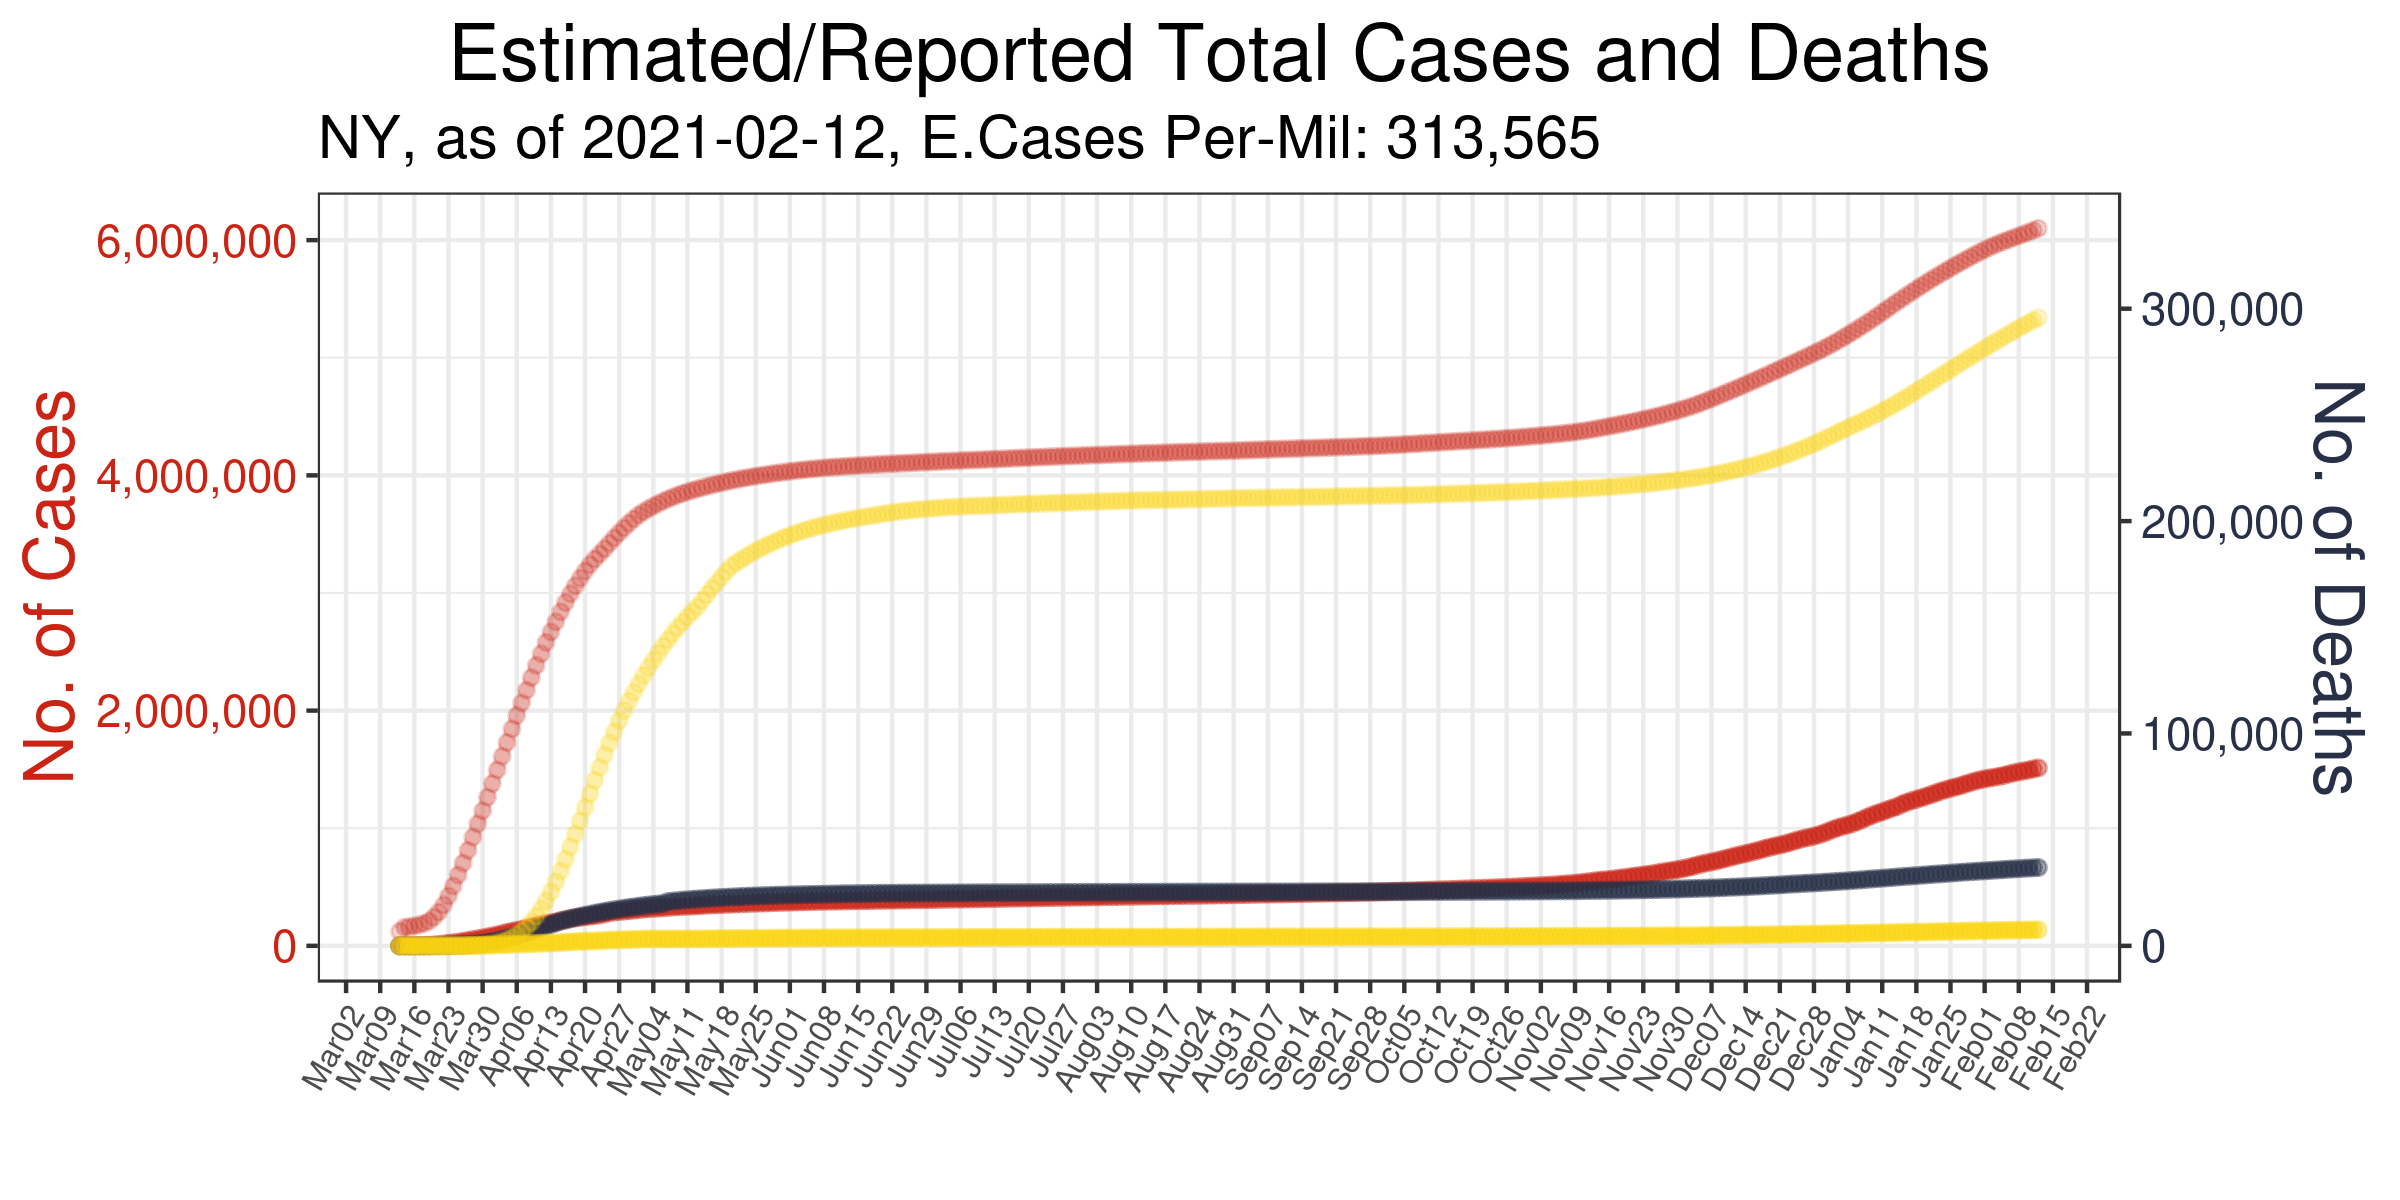 Estimated/Reported Total Cases and Deaths
NY, as of 2021-02-12, E.Cases Per-Mil: 313,565
No. of Cases
6,000,000
4,000,000
2,000,000
0
300,000
200,000
100,000
0
No. of Deaths
Mar02
Mar09
Mar16
Mar23
Mar30
Apr06
Apr13
Apr20
Apr27
May04
May11
May18
May25
Jun01
Jun08
Jun15
Jun22
Jun29
Jul06
Jul13
Jul20
Jul27
Aug03
Aug10
Aug17
Aug24
Aug31
Sep07
Sep14
Sep21
Sep28
Oct05
Oct12
Oct19
Oct26
Nov02
Nov09
Nov16
Nov23
Nov30
Dec07
Dec14
Dec21
Dec28
Jan04
Jan11
Jan18
Jan25
Feb01
Feb08
Feb15
Feb22